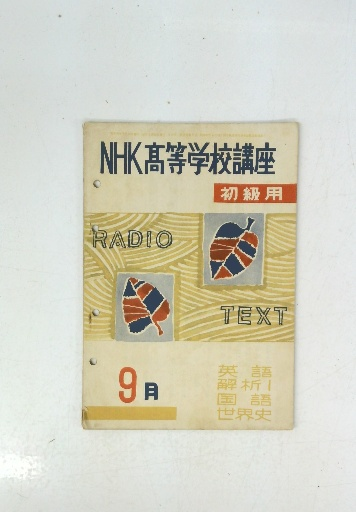 NHK高等学校講座
初級用
RADIO
TEXT
9月
英語
解析I
国語
世界史